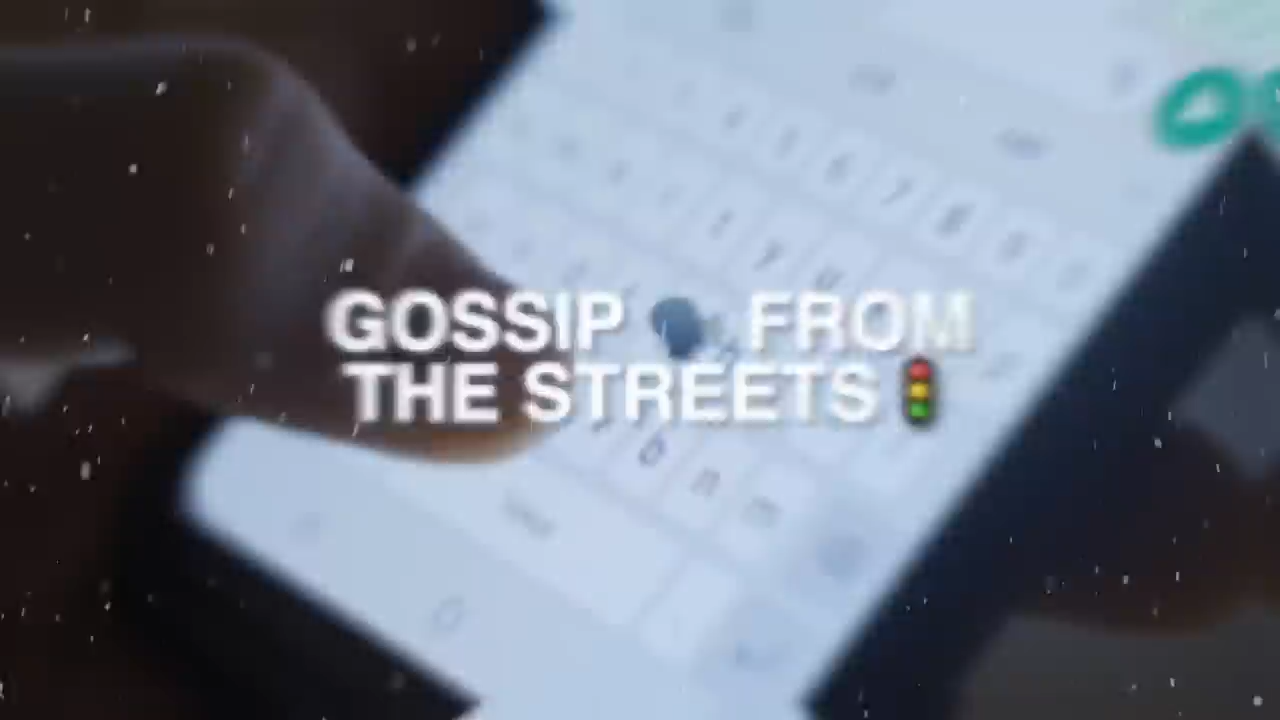 GOSSIP 🗣 FROM
THE STREETS 🚦